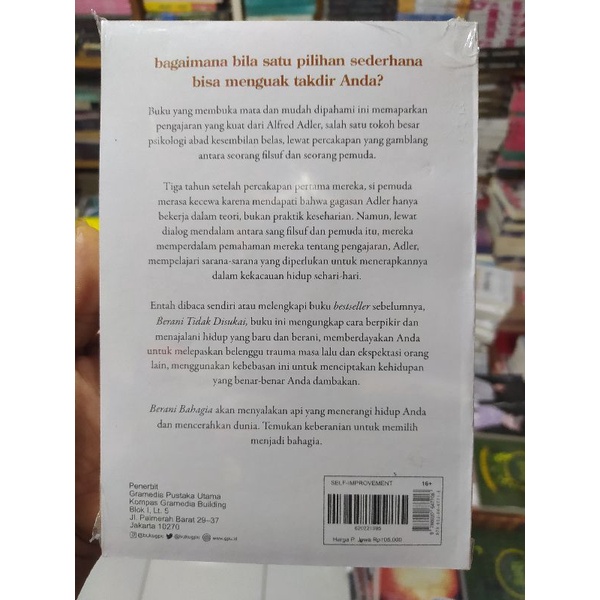 bagaimana bila satu pilihan sederhana
bisa menguak takdir Anda?
Buku yang membuka mata dan mudah dipahami ini memaparkan
pengajaran yang kuat dari Alfred Adler, salah satu tokoh besar
psikologi abad kesembilan belas, lewat percakapan yang gamblang
antara seorang filsuf dan seorang pemuda.
Tiga tahun setelah percakapan pertama mereka, si pemuda
merasa kecewa karena mendapati bahwa gagasan Adler hanya
bekerja dalam teori, bukan praktik keseharian. Namun, lewat
dialog mendalam antara sang filsuf dan pemuda itu, mereka
memperdalam pemahaman mereka tentang pengajaran, Adler,
mempelajari sarana-sarana yang diperlukan untuk menerapkannya
dalam kekacauan hidup sehari-hari.
Entah dibaca sendiri atau melengkapi buku bestseller sebelumnya,
Berani Tidak Disukai, buku ini mengungkap cara berpikir dan
menajalani hidup yang baru dan berani, memberdayakan Anda
untuk melepaskan belenggu trauma masa lalu dan ekspektasi orang
lain, menggunakan kebebasan ini untuk menciptakan kehidupan
yang benar-benar Anda dambakan.
Berani Bahagia akan menyalakan api yang menerangi hidup Anda
dan mencerahkan dunia. Temukan keberanian untuk memilih
menjadi bahagia.
Penerbit
Gramedia Pustaka Utama
Kompas Gramedia Building
Blok I, Lt. 5
Jl. Palmerah Barat 29-37
Jakarta 10270
@bukugpu @bukugpu www.gpu.id
SELF-IMPROVEMENT 16+
Harga P. Jawa